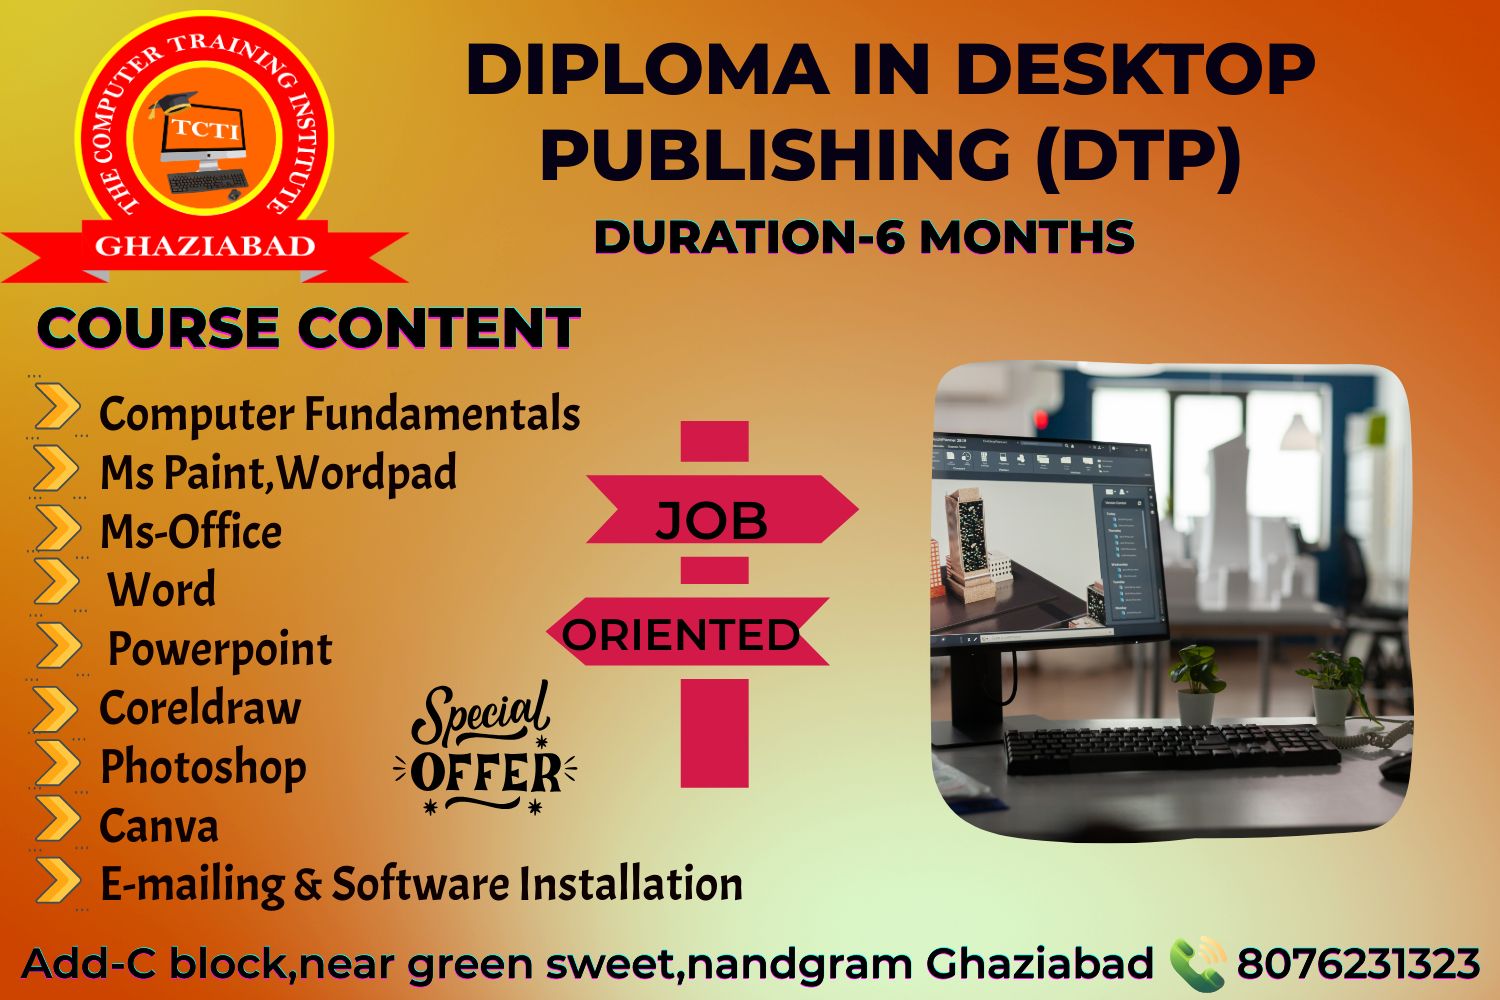 THE COMPUTER TRAINING INSTITUTE
TCTI
GHAZIABAD
DIPLOMA IN DESKTOP
PUBLISHING (DTP)
DURATION-6 MONTHS
COURSE CONTENT
Computer Fundamentals
Ms Paint,Wordpad
Ms-Office
Word
Powerpoint
Coreldraw
Photoshop
Canva
E-mailing & Software Installation
Special
OFFER
JOB
ORIENTED
Add-C block,near green sweet,nandgram Ghaziabad 8076231323